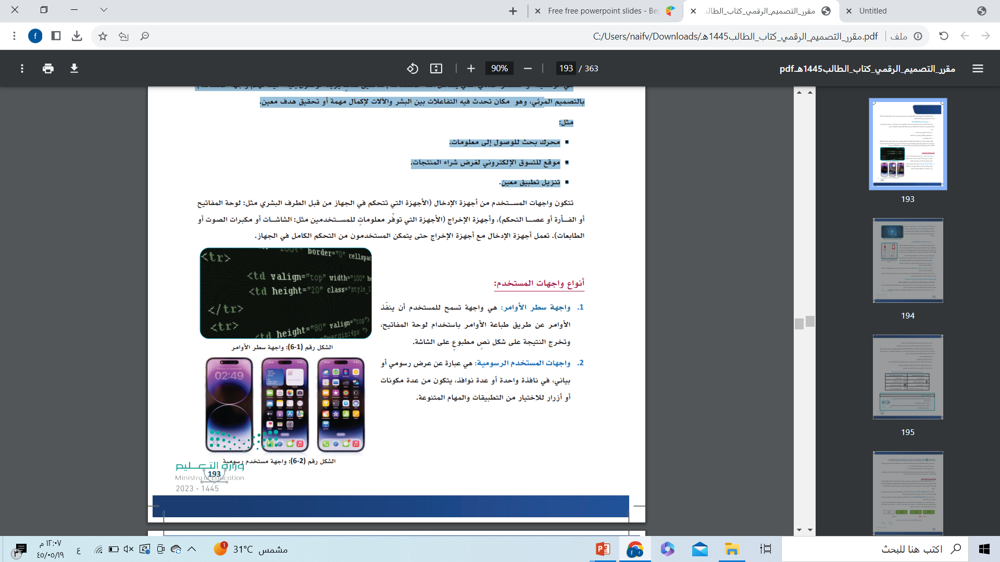 Untitled
مقرر_التصميم_الرقمي_كتاب_الطالب
Free free powerpoint slides - Be
C:/Users/naifv/Downloads/مقرر_التصميم_الرقمي_كتاب_الطالب1445هـ.pdf
ملف
مقرر_التصميم_الرقمي_كتاب_الطالب1445هـ.pdf
193 / 363
90%
بالتصميم المرئي، وهو مكان تحدث فيه التفاعلات بين البشر والآلات لإكمال مهمة أو تحقيق هدف معين.
مثل:
محرك بحث للوصول إلى معلومات.
موقع للتسوق الإلكتروني لغرض شراء المنتجات.
تنزيل تطبيق معين.
تتكون واجهات المستخدم من أجهزة الإدخال (الأجهزة التي تتحكم في الجهاز من قبل الطرف البشري مثل: لوحة المفاتيح
أو الفأرة أو عصا التحكم)، وأجهزة الإخراج (الأجهزة التي توفّر معلوماتٍ للمستخدمين مثل: الشاشات أو مكبرات الصوت أو
الطابعات). تعمل أجهزة الإدخال مع أجهزة الإخراج حتى يتمكن المستخدمون من التحكم الكامل في الجهاز.
أنواع واجهات المستخدم:
1. واجهة سطر الأوامر: هي واجهة تسمح للمستخدم أن ينفّذ
الأوامر عن طريق طباعة الأوامر باستخدام لوحة المفاتيح،
وتخرج النتيجة على شكل نصٍ مطبوعٍ على الشاشة.
2. واجهات المستخدم الرسومية: هي عبارة عن عرض رسومي أو
بياني، في نافذة واحدة أو عدة نوافذ، يتكون من عدة مكونات
أو أزرار للاختيار من التطبيقات والمهام المتنوعة.
<tr>
border="0" cellspac
<td valign="top" width="100" he
<td height="20" class="style_1
</tr>
<tr>
<td height="80" valign="top">
الشكل رقم (1-6): واجهة سطر الأوامر
02:49
الشكل رقم (2-6): واجهة مستخدم رسومية
وزارة التعليم
Ministry of Education
193
2023 - 1445
193
194
195
اكتب هنا للبحث
31°C مشمس
1
ع
١٢:٠٧ م
٤٥/٠٥/١٩
٣